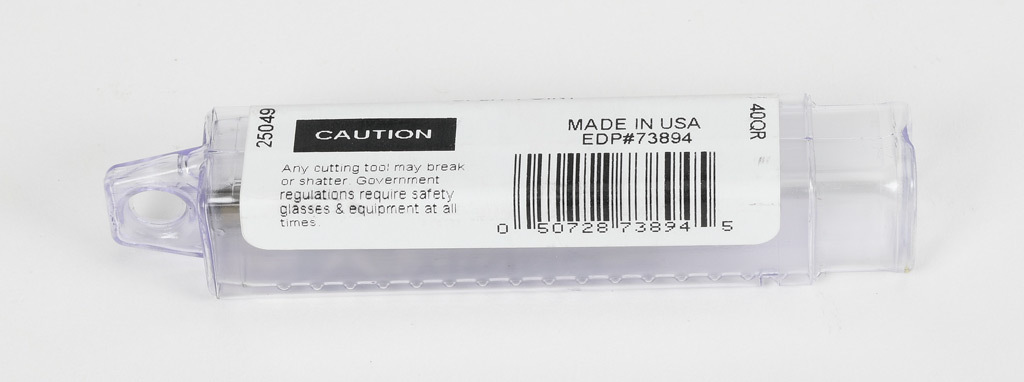 25049
CAUTION
Any cutting tool may break
or shatter. Government
regulations require safety
glasses & equipment at all
times.
MADE IN USA
EDP#73894
0 50728 73894 5
40QR